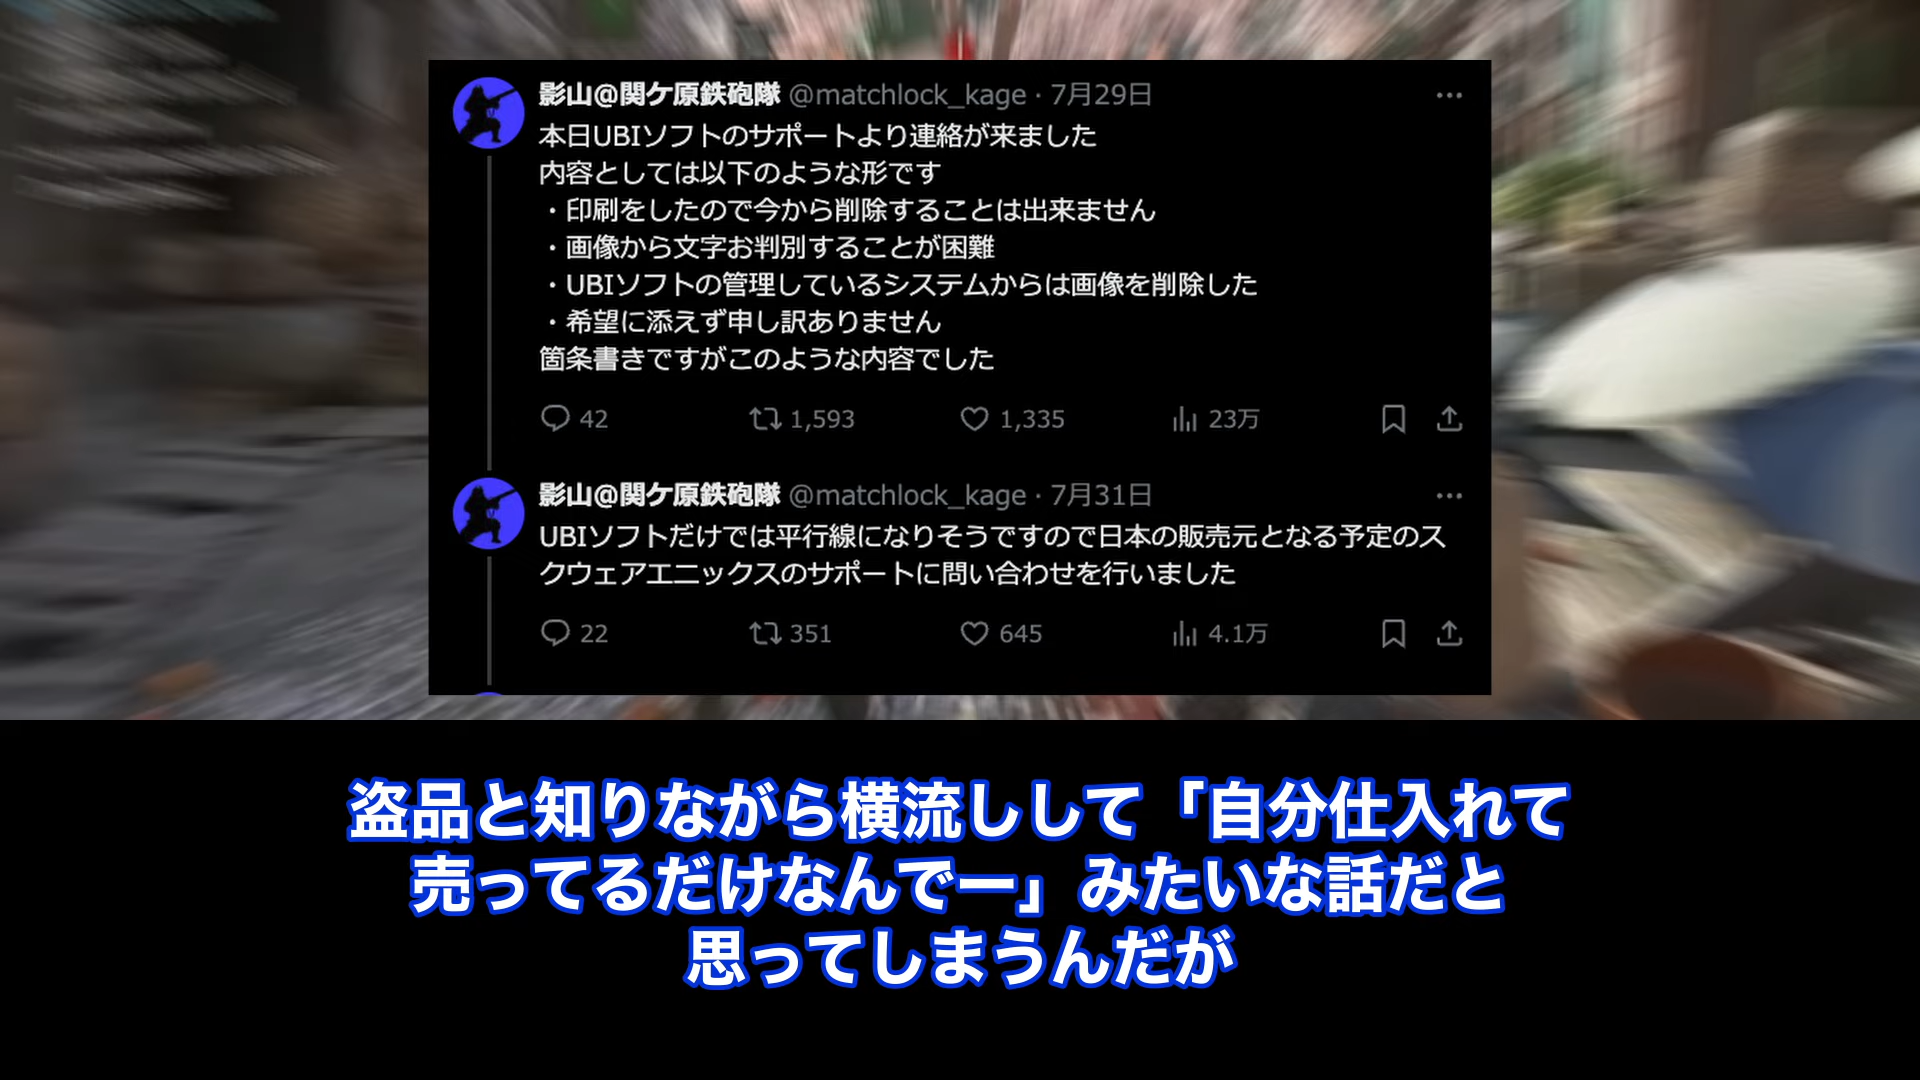 影山@関ケ原鉄砲隊 @matchlock_kage · 7月29日
本日UBIソフトのサポートより連絡が来ました
内容としては以下のような形です
・印刷をしたので今から削除することは出来ません
・画像から文字お判別することが困難
・UBIソフトの管理しているシステムからは画像を削除した
・希望に添えず申し訳ありません
箇条書きですがこのような内容でした
42 1,593 1,335 23万
影山@関ケ原鉄砲隊 @matchlock_kage · 7月31日
UBIソフトだけでは平行線になりそうですので日本の販売元となる予定のス
クウェアエニックスのサポートに問い合わせを行いました
22 351 645 4.1万
盗品と知りながら横流しして「自分仕入れて
売ってるだけなんでー」みたいな話だと
思ってしまうんだが